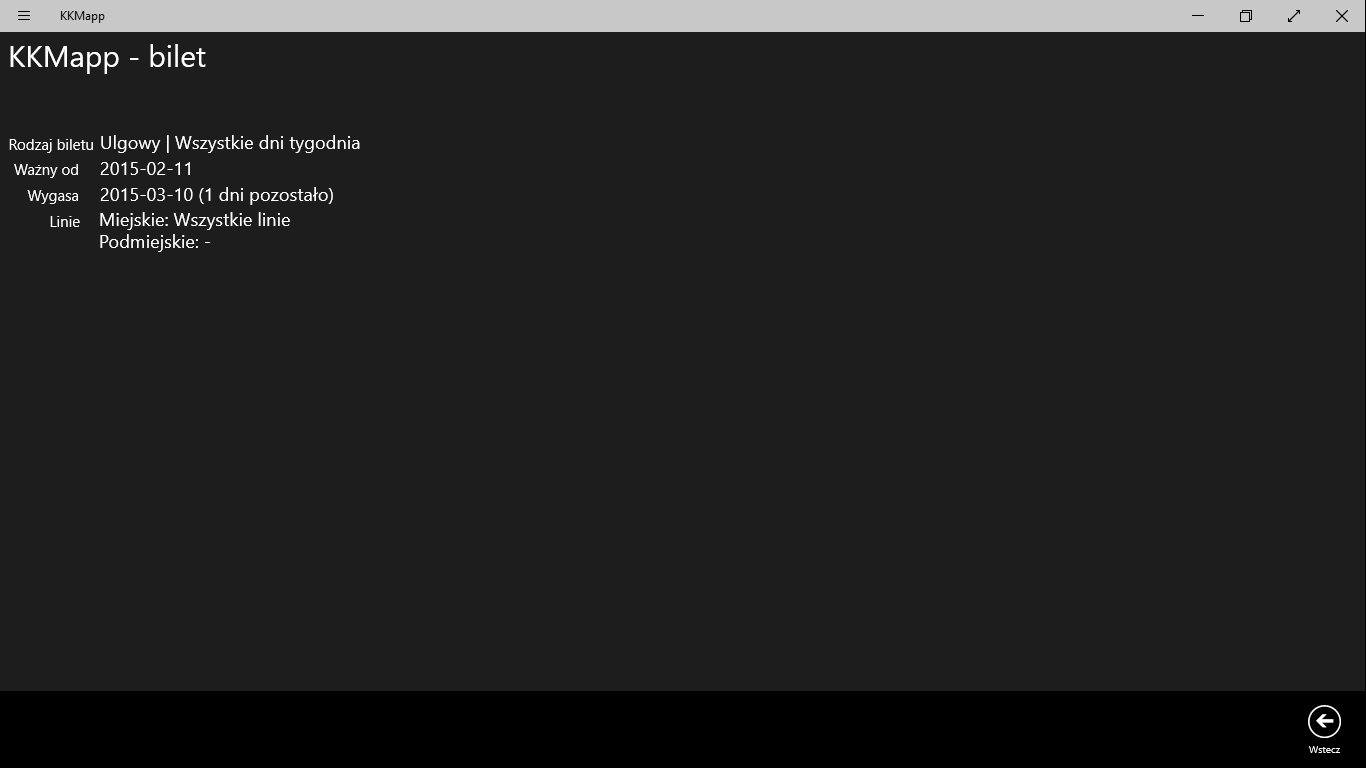 KKMapp
KKMapp - bilet
Rodzaj biletu Ulgowy | Wszystkie dni tygodnia
Ważny od 2015-02-11
Wygasa 2015-03-10 (1 dni pozostało)
Linie Miejskie: Wszystkie linie
Podmiejskie: -
Wstecz